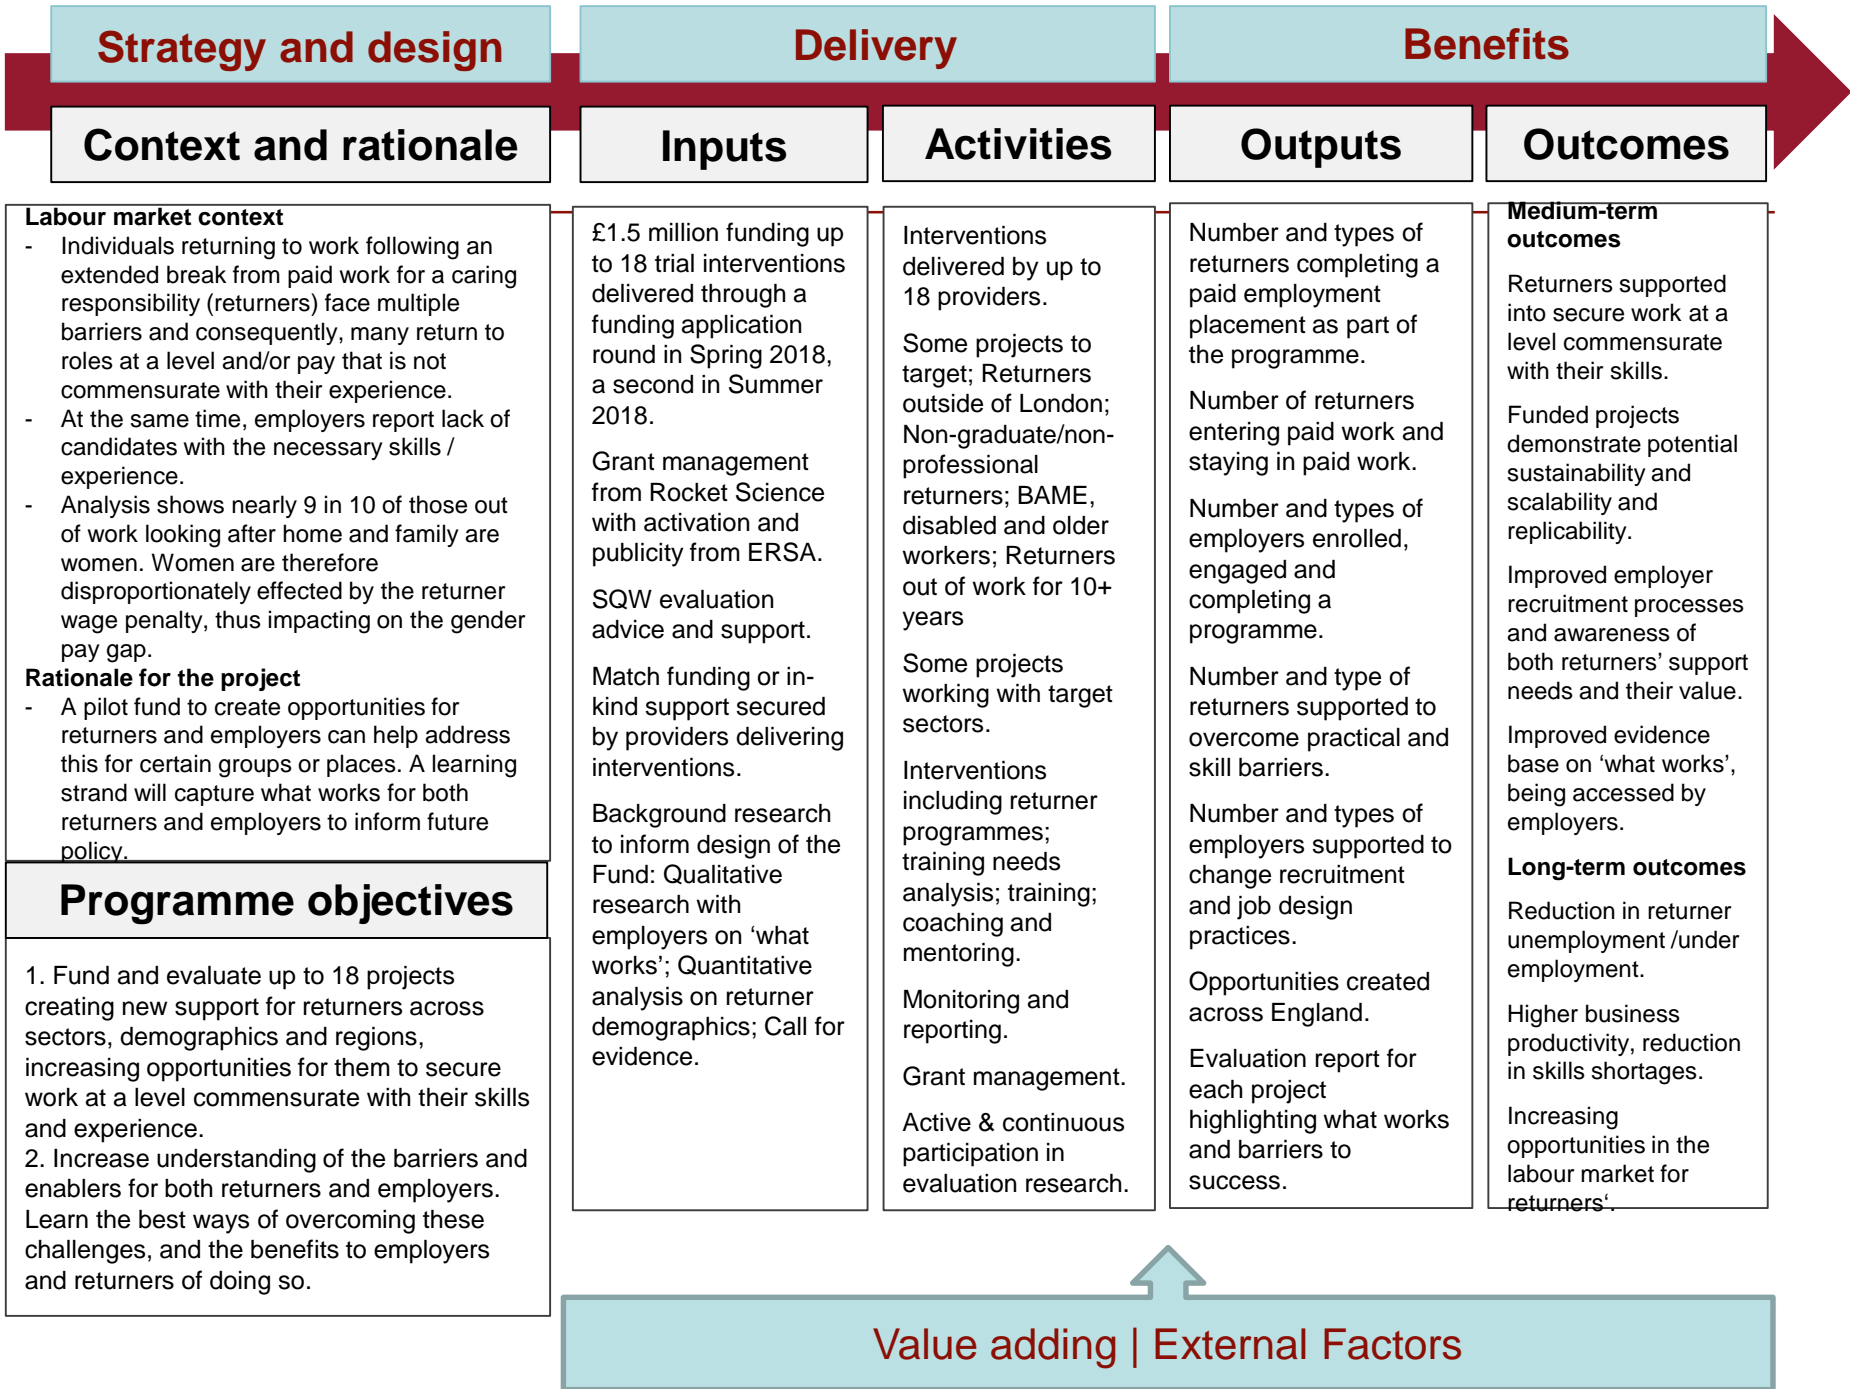 Strategy and design
Delivery
Benefits
Context and rationale
Inputs
Activities
Outputs
Outcomes
Labour market context
- Individuals returning to work following an
extended break from paid work for a caring
responsibility (returners) face multiple
barriers and consequently, many return to
roles at a level and/or pay that is not
commensurate with their experience.
- At the same time, employers report lack of
candidates with the necessary skills /
experience.
- Analysis shows nearly 9 in 10 of those out
of work looking after home and family are
women. Women are therefore
disproportionately effected by the returner
wage penalty, thus impacting on the gender
pay gap.
Rationale for the project
- A pilot fund to create opportunities for
returners and employers can help address
this for certain groups or places. A learning
strand will capture what works for both
returners and employers to inform future
policy.
Programme objectives
1. Fund and evaluate up to 18 projects
creating new support for returners across
sectors, demographics and regions,
increasing opportunities for them to secure
work at a level commensurate with their skills
and experience.
2. Increase understanding of the barriers and
enablers for both returners and employers.
Learn the best ways of overcoming these
challenges, and the benefits to employers
and returners of doing so.
£1.5 million funding up
to 18 trial interventions
delivered through a
funding application
round in Spring 2018,
a second in Summer
2018.
Grant management
from Rocket Science
with activation and
publicity from ERSA.
SQW evaluation
advice and support.
Match funding or in-
kind support secured
by providers delivering
interventions.
Background research
to inform design of the
Fund: Qualitative
research with
employers on ‘what
works’; Quantitative
analysis on returner
demographics; Call for
evidence.
Interventions
delivered by up to
18 providers.
Some projects to
target; Returners
outside of London;
Non-graduate/non-
professional
returners; BAME,
disabled and older
workers; Returners
out of work for 10+
years
Some projects
working with target
sectors.
Interventions
including returner
programmes;
training needs
analysis; training;
coaching and
mentoring.
Monitoring and
reporting.
Grant management.
Active & continuous
participation in
evaluation research.
Number and types of
returners completing a
paid employment
placement as part of
the programme.
Number of returners
entering paid work and
staying in paid work.
Number and types of
employers enrolled,
engaged and
completing a
programme.
Number and type of
returners supported to
overcome practical and
skill barriers.
Number and types of
employers supported to
change recruitment
and job design
practices.
Opportunities created
across England.
Evaluation report for
each project
highlighting what works
and barriers to
success.
Medium-term
outcomes
Returners supported
into secure work at a
level commensurate
with their skills.
Funded projects
demonstrate potential
sustainability and
scalability and
replicability.
Improved employer
recruitment processes
and awareness of
both returners’ support
needs and their value.
Improved evidence
base on ‘what works’,
being accessed by
employers.
Long-term outcomes
Reduction in returner
unemployment /under
employment.
Higher business
productivity, reduction
in skills shortages.
Increasing
opportunities in the
labour market for
returners‘.
Value adding | External Factors